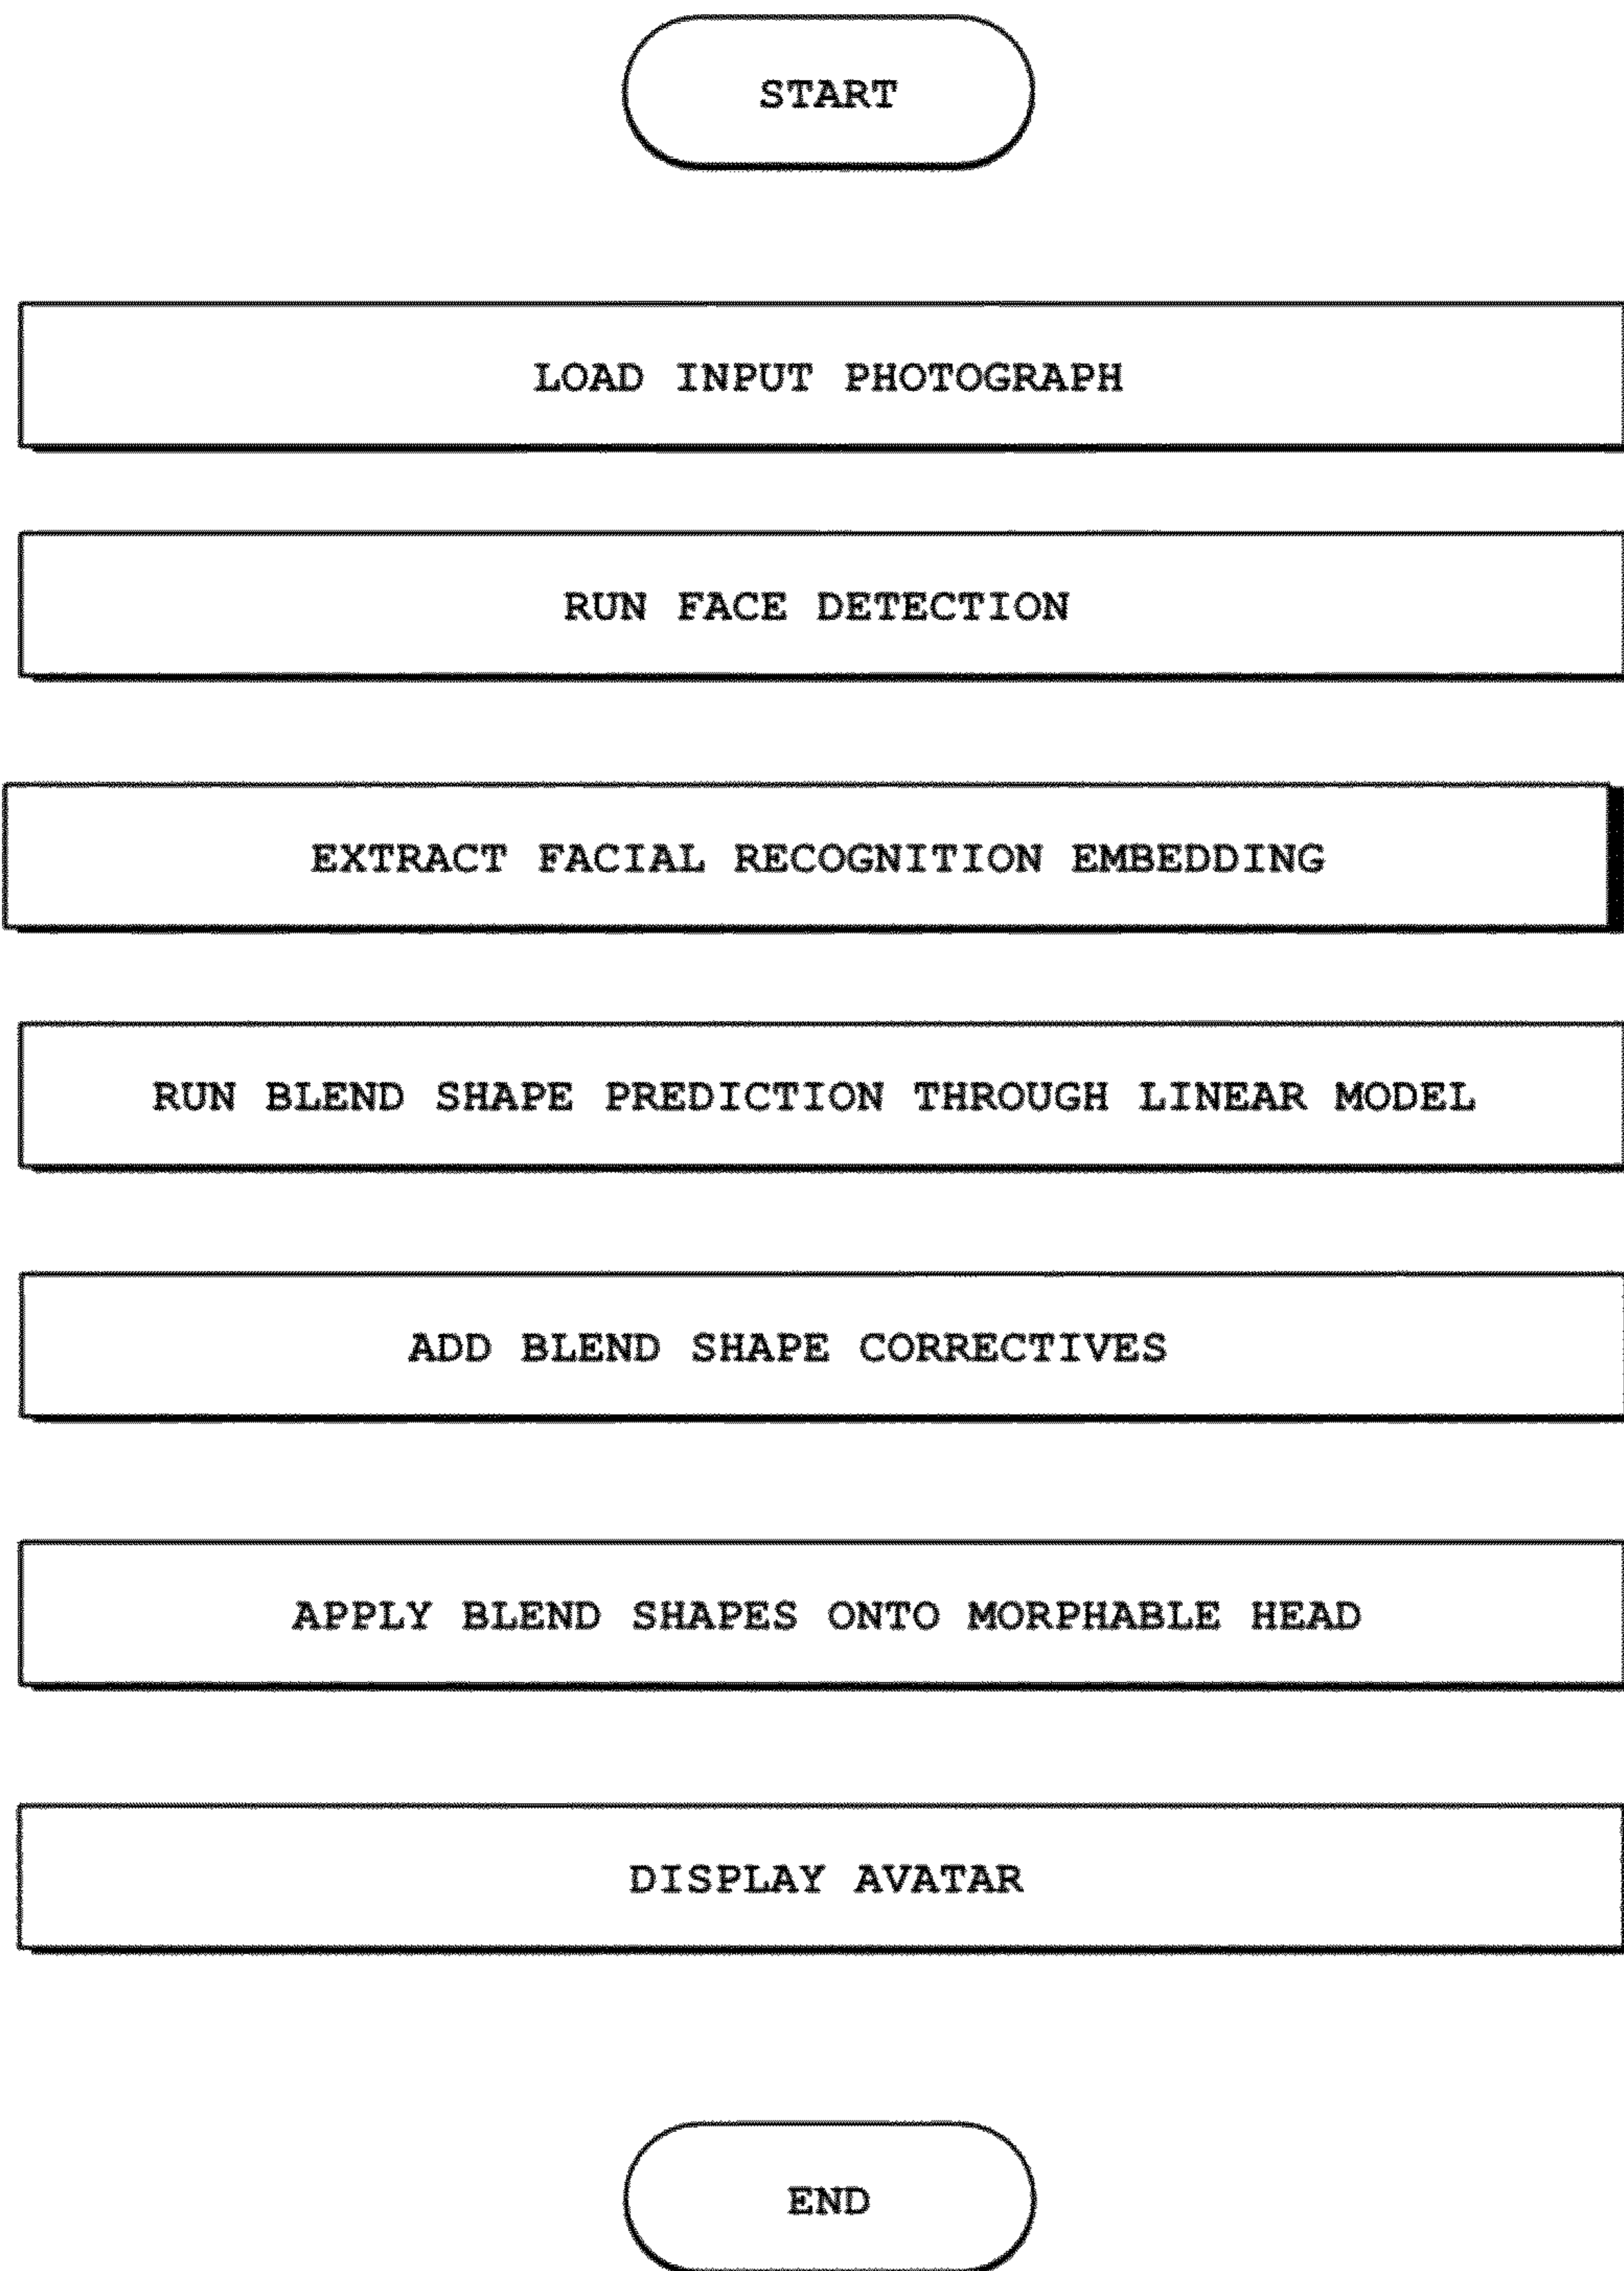 START
LOAD INPUT PHOTOGRAPH
RUN FACE DETECTION
EXTRACT FACIAL RECOGNITION EMBEDDING
RUN BLEND SHAPE PREDICTION THROUGH LINEAR MODEL
ADD BLEND SHAPE CORRECTIVES
APPLY BLEND SHAPES ONTO MORPHABLE HEAD
DISPLAY AVATAR
END